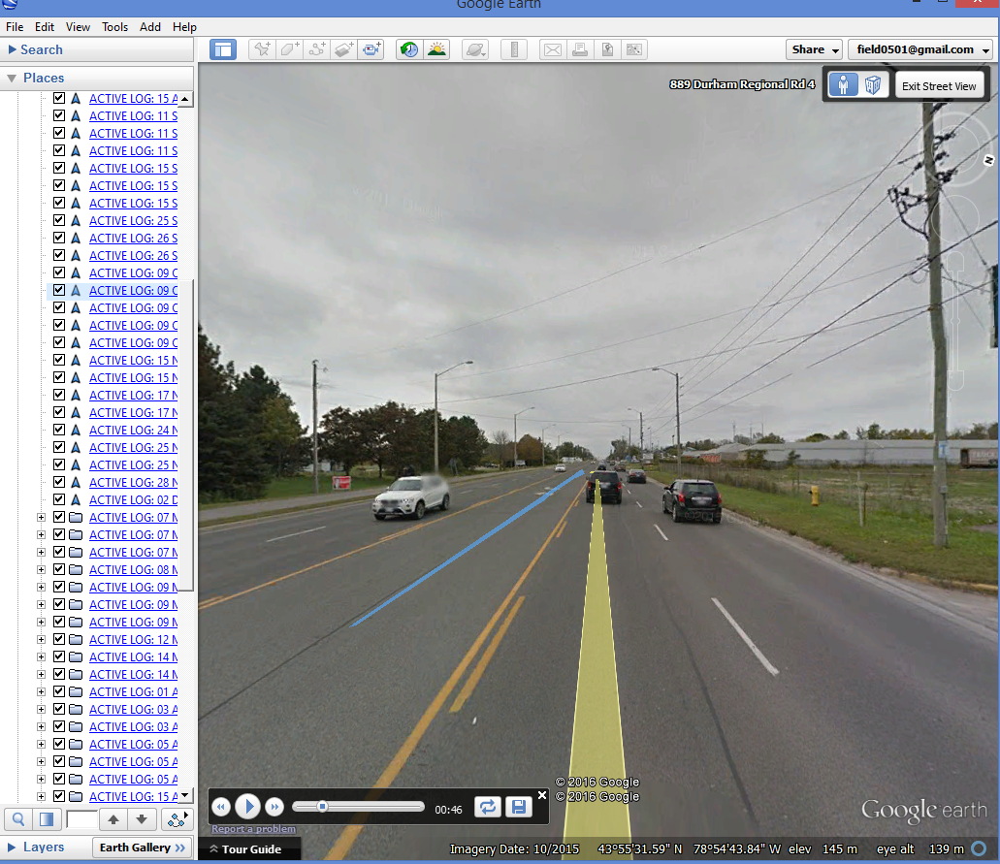 Google Earth
File Edit View Tools Add Help
Search
Share
field0501@gmail.com
Places
889 Durham Regional Rd 4
Exit Street View
N
ACTIVE LOG: 15 A
ACTIVE LOG: 11 S
ACTIVE LOG: 11 S
ACTIVE LOG: 11 S
ACTIVE LOG: 15 S
ACTIVE LOG: 15 S
ACTIVE LOG: 15 S
ACTIVE LOG: 25 S
ACTIVE LOG: 26 S
ACTIVE LOG: 26 S
ACTIVE LOG: 09 C
ACTIVE LOG: 09 C
ACTIVE LOG: 09 C
ACTIVE LOG: 09 C
ACTIVE LOG: 09 C
ACTIVE LOG: 15 N
ACTIVE LOG: 15 N
ACTIVE LOG: 17 N
ACTIVE LOG: 17 N
ACTIVE LOG: 24 N
ACTIVE LOG: 25 N
ACTIVE LOG: 25 N
ACTIVE LOG: 28 N
ACTIVE LOG: 02 D
ACTIVE LOG: 07 N
ACTIVE LOG: 07 N
ACTIVE LOG: 07 N
ACTIVE LOG: 08 N
ACTIVE LOG: 09 N
ACTIVE LOG: 09 N
ACTIVE LOG: 09 N
ACTIVE LOG: 12 N
ACTIVE LOG: 14 N
ACTIVE LOG: 14 N
ACTIVE LOG: 01 A
ACTIVE LOG: 03 A
ACTIVE LOG: 03 A
ACTIVE LOG: 05 A
ACTIVE LOG: 05 A
ACTIVE LOG: 05 A
ACTIVE LOG: 15 A
© 2016 Google
© 2016 Google
00:46
Google earth
Report a problem
Layers
Earth Gallery >>
Tour Guide
Imagery Date: 10/2015 43°55'31.59" N 78°54'43.84" W elev 145 m eye alt 139 m